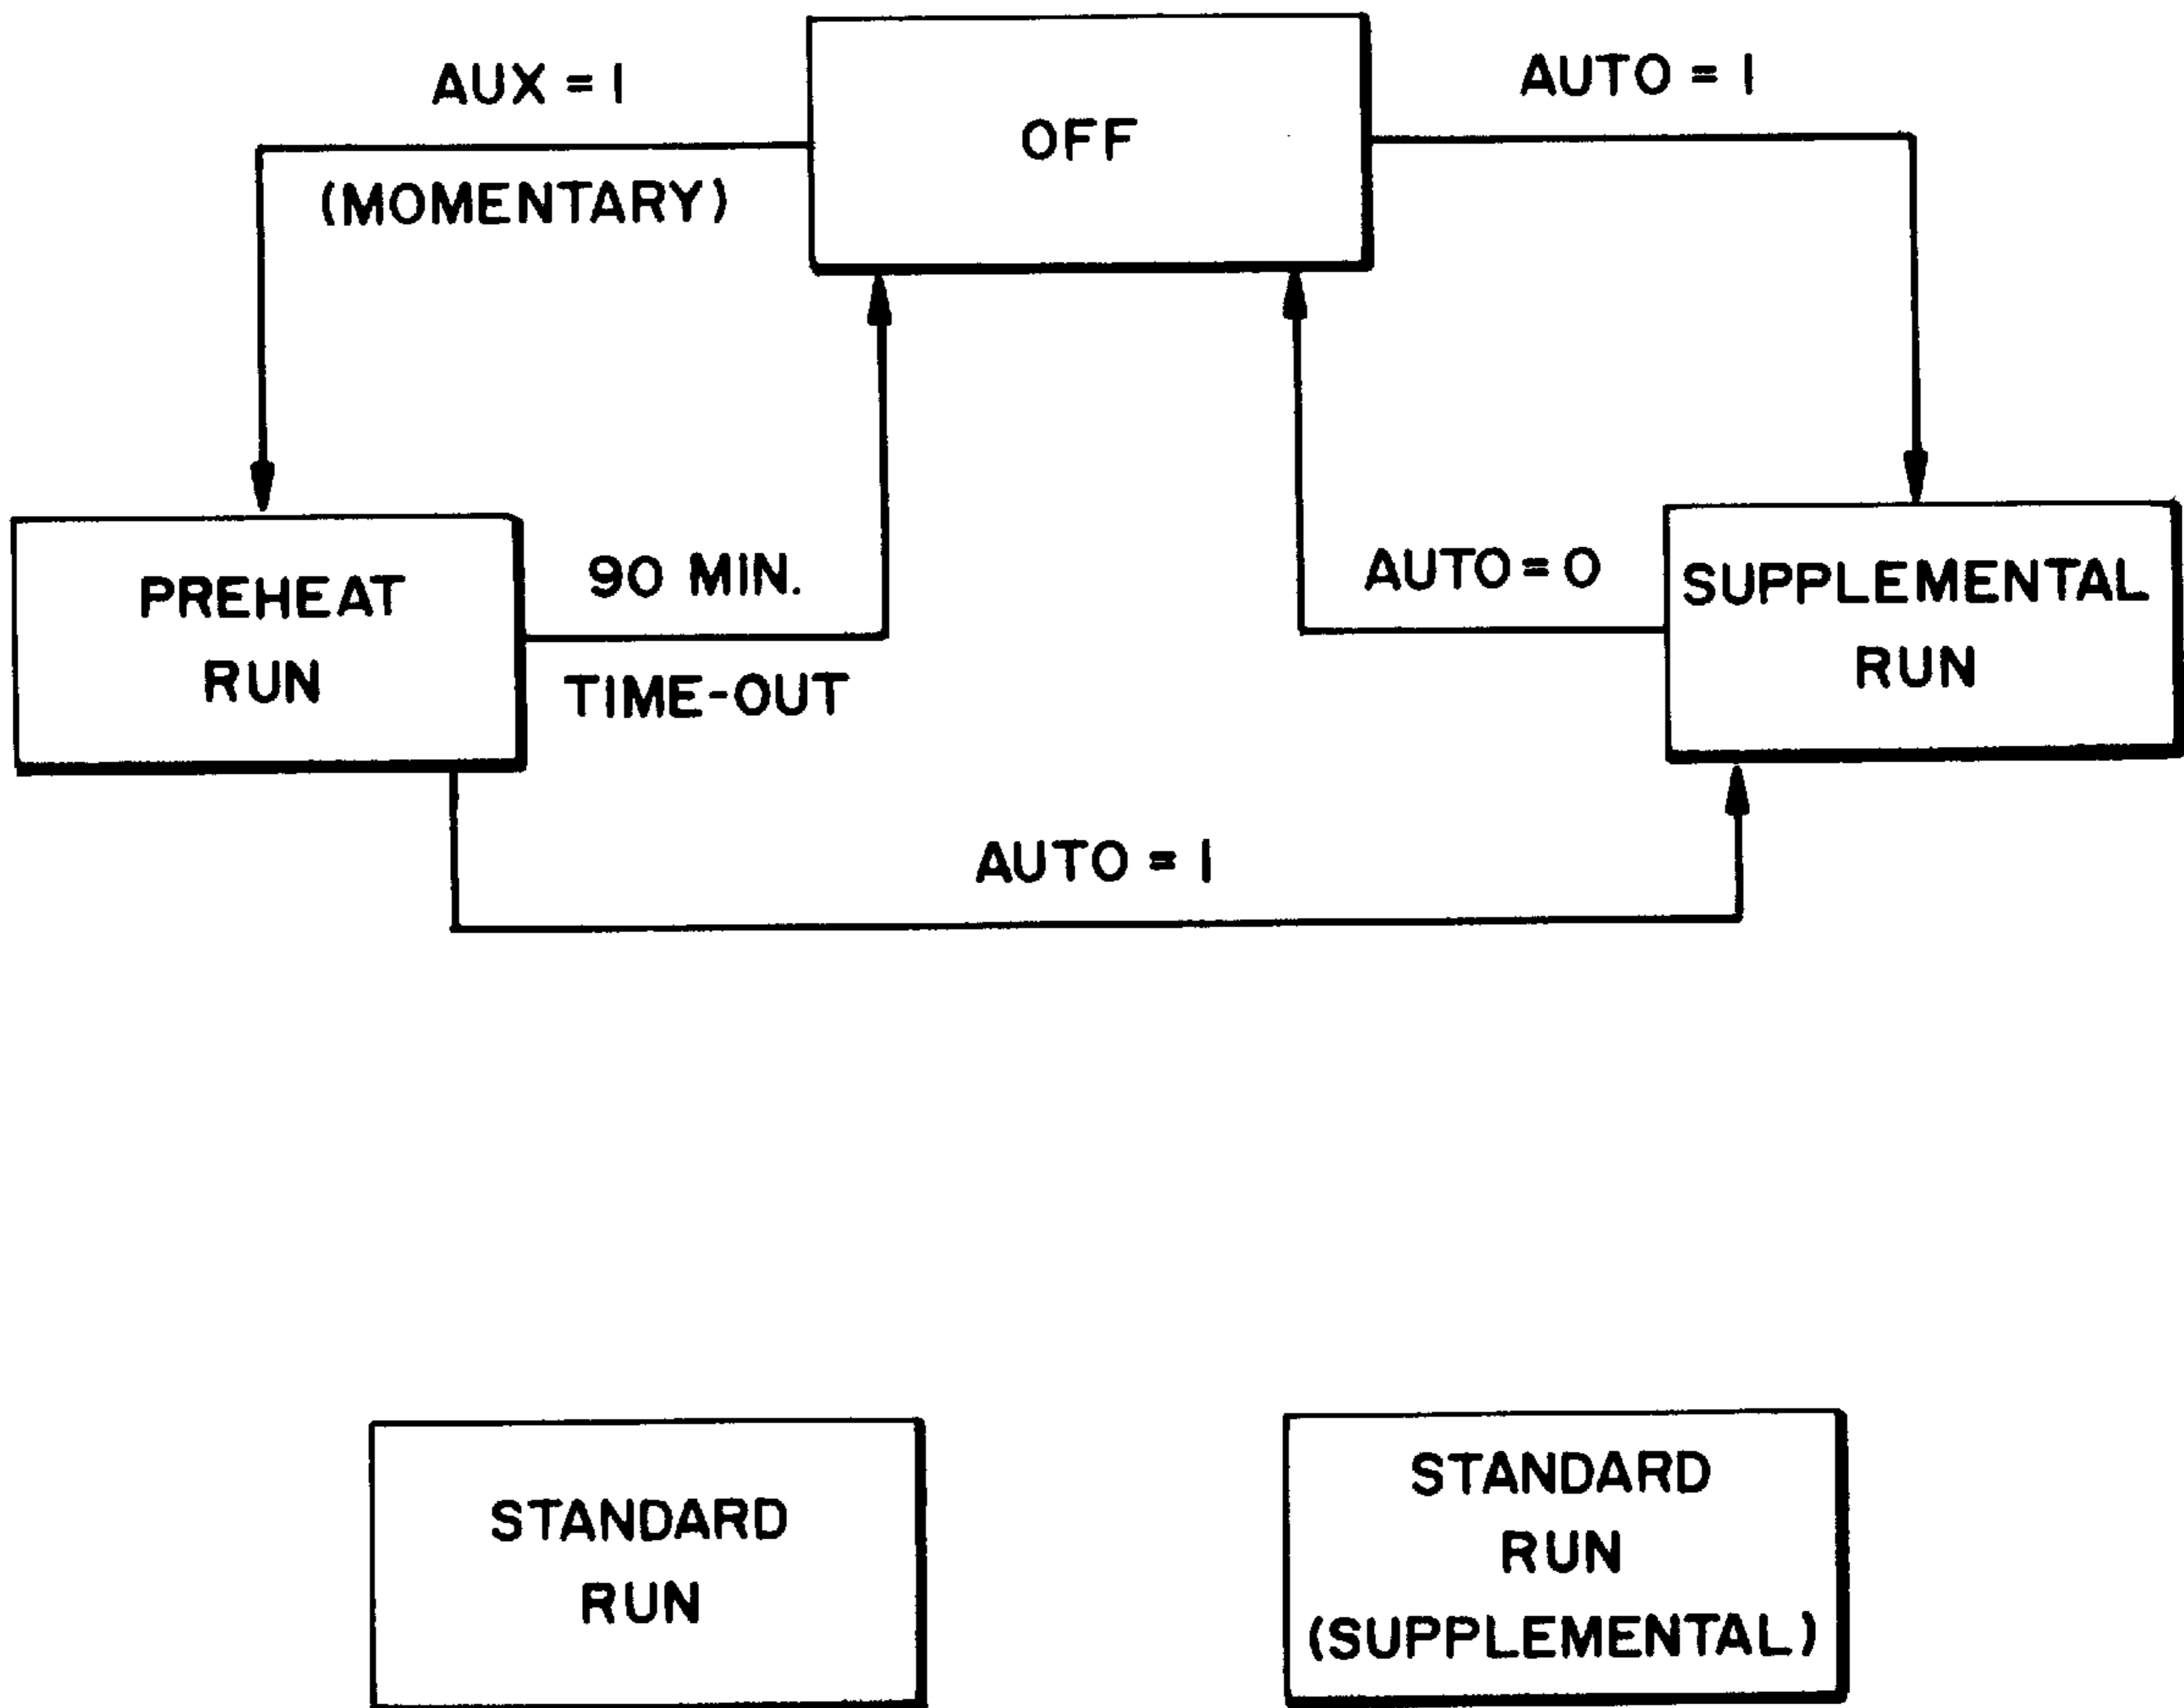 AUX = 1
(MOMENTARY)
OFF
AUTO = 1
PREHEAT
RUN
90 MIN.
TIME-OUT
AUTO = 0
SUPPLEMENTAL
RUN
AUTO = 1
STANDARD
RUN
STANDARD
RUN
(SUPPLEMENTAL)